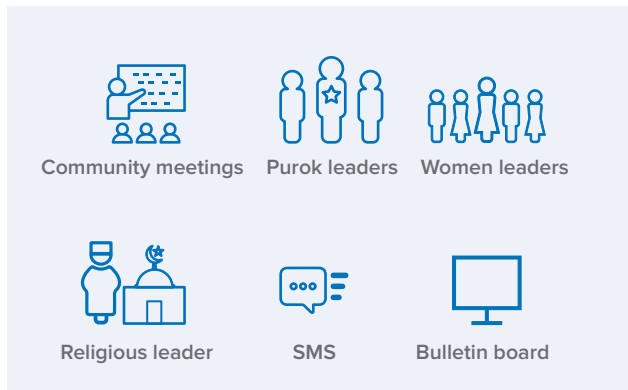 Community meetings
Purok leaders
Women leaders
Religious leader
SMS
Bulletin board